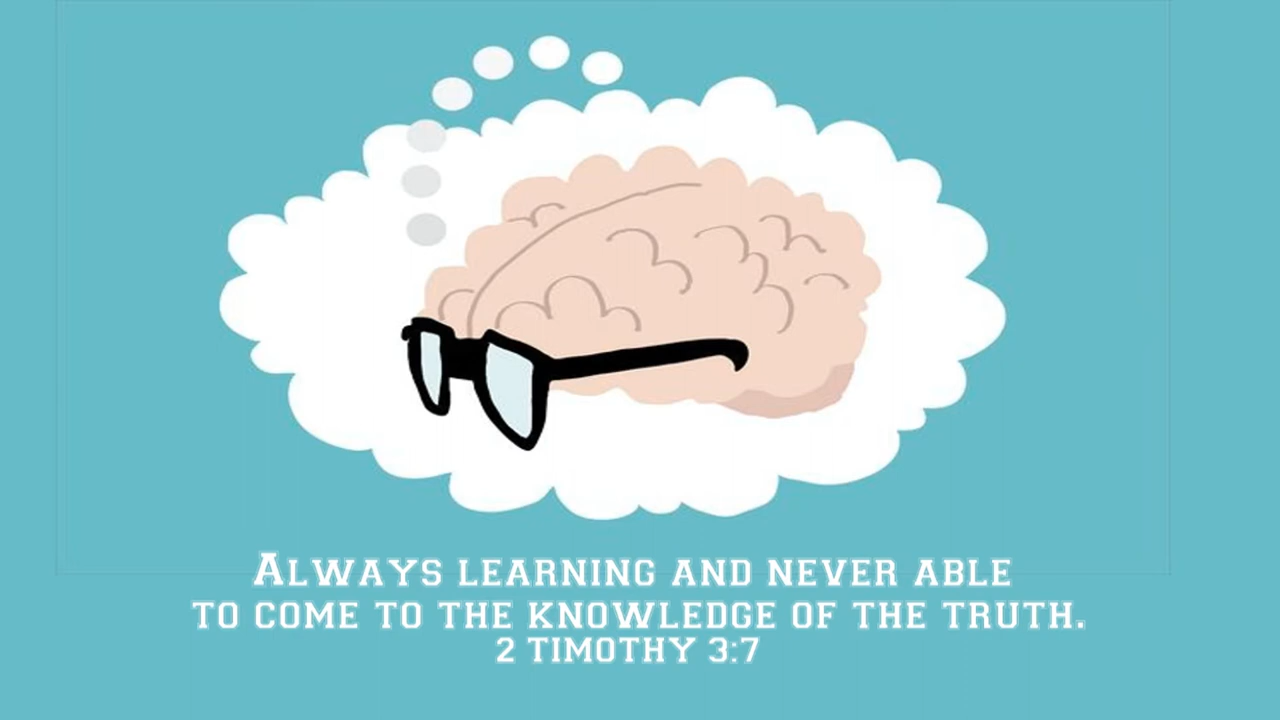 Always learning and never able
to come to the knowledge of the truth.
2 Timothy 3:7